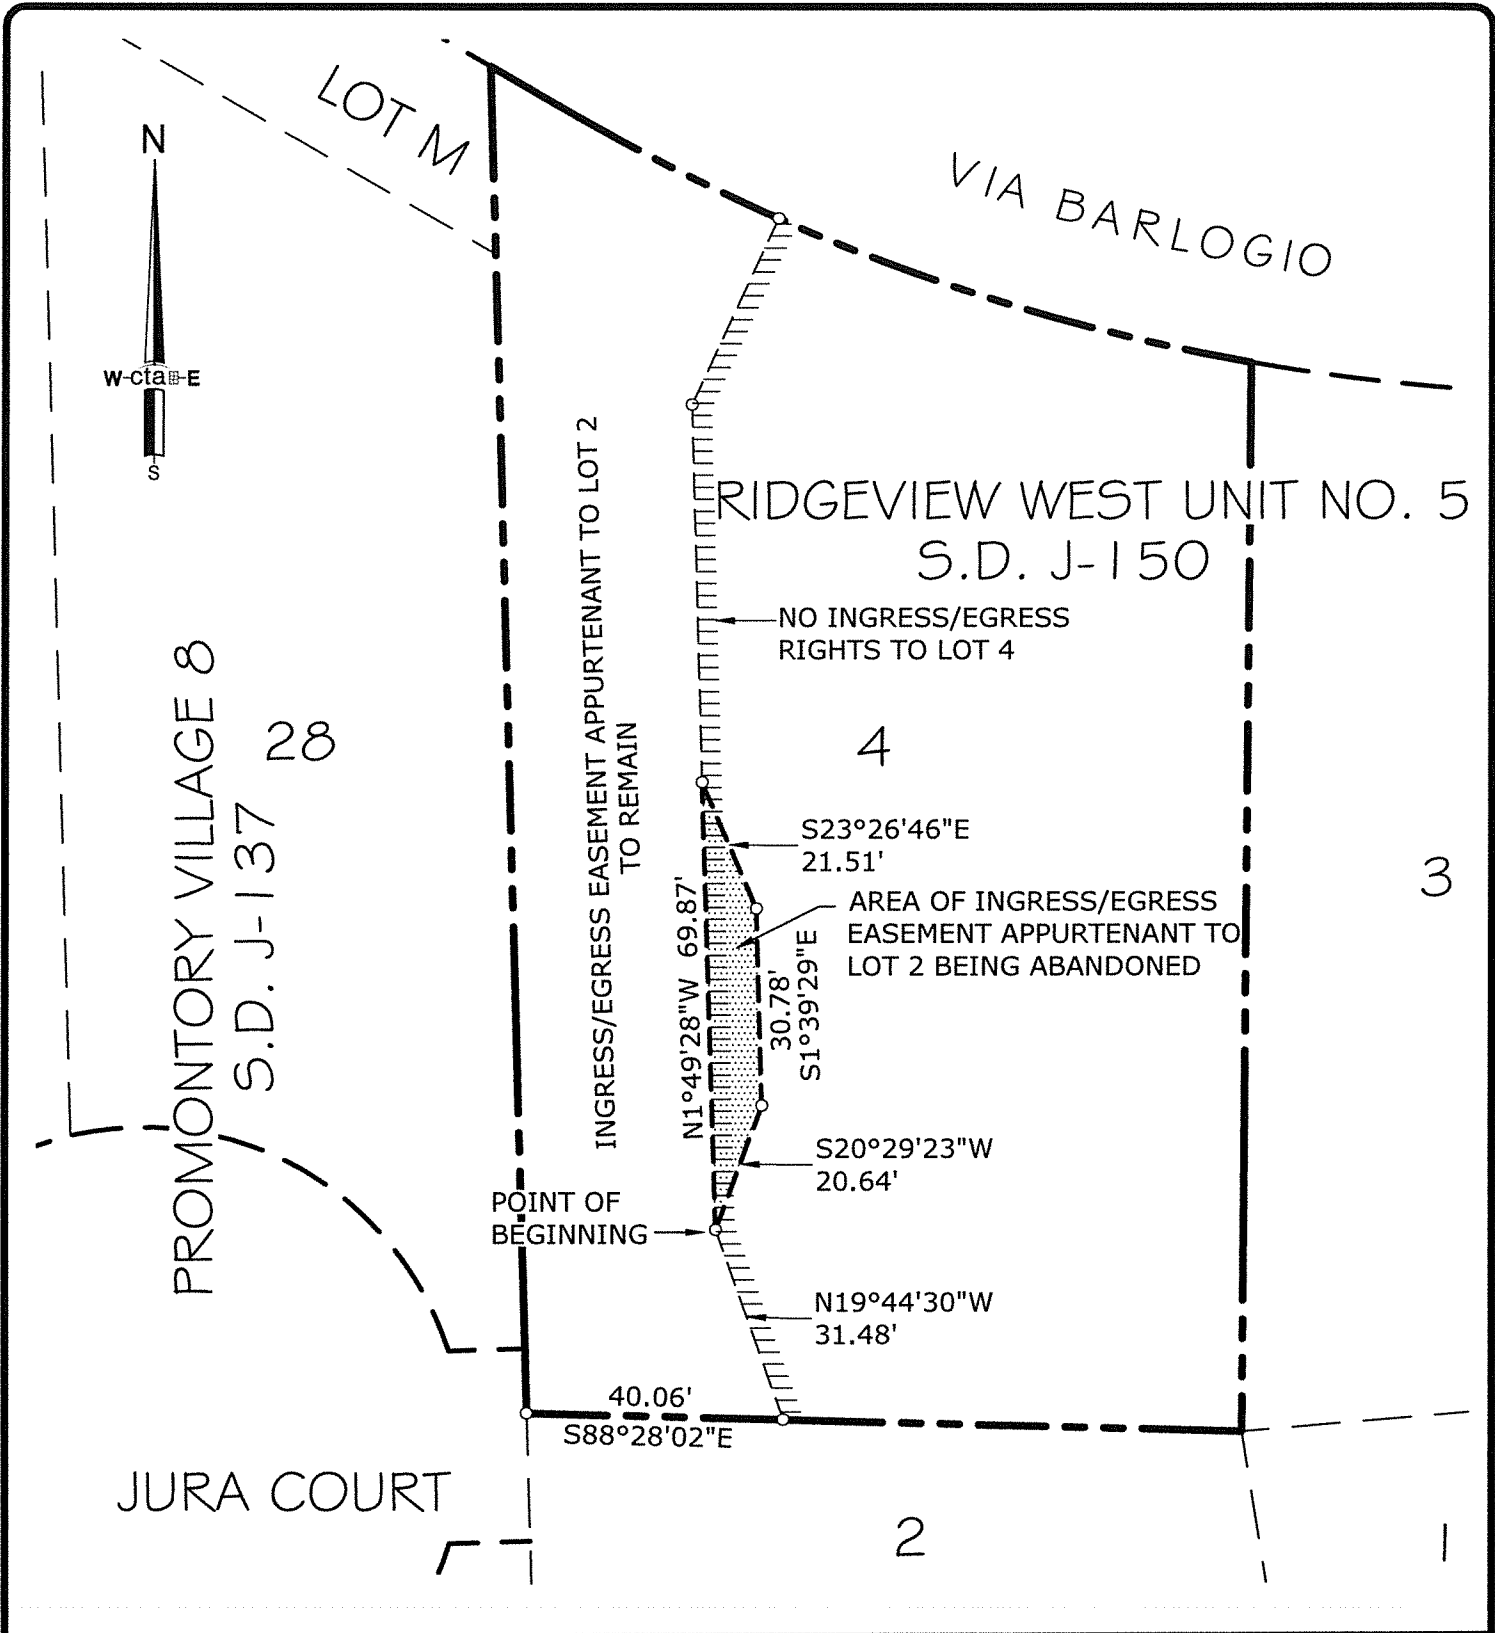 LOT M
N
VIA BARLOGIO
W-cta-E
S
INGRESS/EGRESS EASEMENT APPURTENANT TO LOT 2
TO REMAIN
RIDGEVIEW WEST UNIT NO. 5
S.D. J-150
NO INGRESS/EGRESS
RIGHTS TO LOT 4
PROMONTORY VILLAGE 8
S.D. J-137
28
4
S23°26'46"E
21.51'
3
AREA OF INGRESS/EGRESS
EASEMENT APPURTENANT TO
LOT 2 BEING ABANDONED
N1°49'28"W 69.87'
30.78'
S1°39'29"E
S20°29'23"W
20.64'
POINT OF
BEGINNING
N19°44'30"W
31.48'
40.06'
S88°28'02"E
JURA COURT
2
1